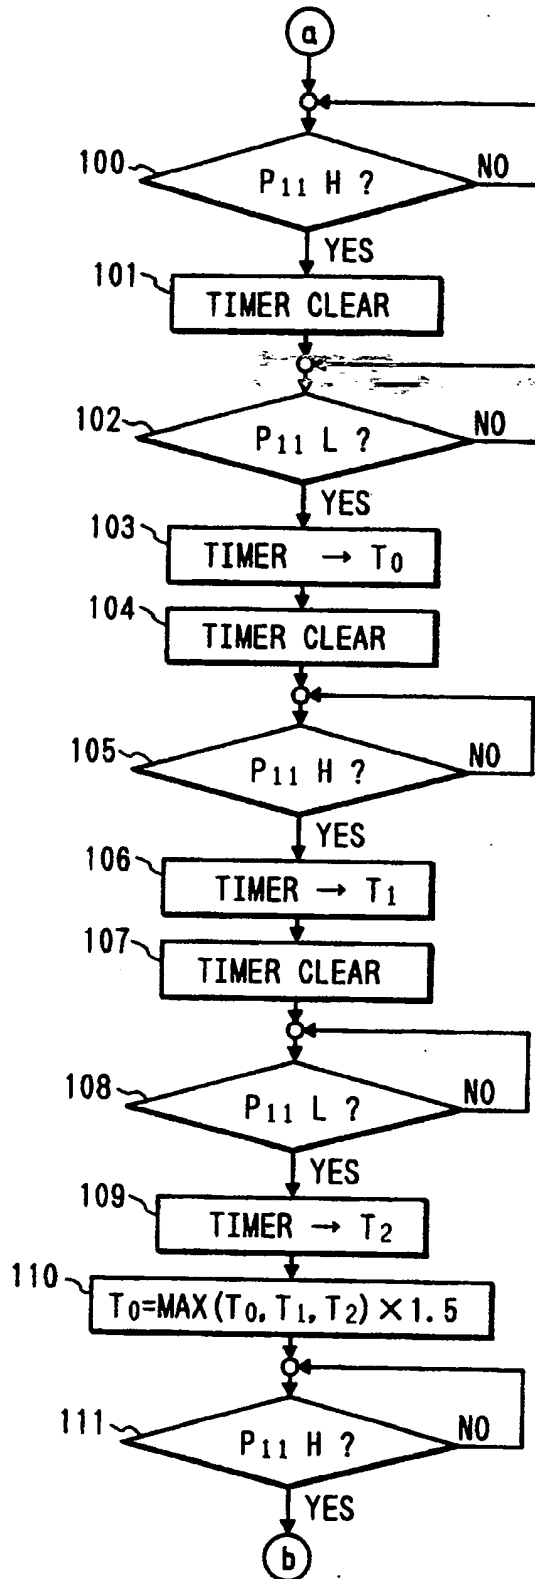 a
100 P11 H ? NO
YES
101 TIMER CLEAR
102 P11 L ? NO
YES
103 TIMER → T0
104 TIMER CLEAR
105 P11 H ? NO
YES
106 TIMER → T1
107 TIMER CLEAR
108 P11 L ? NO
YES
109 TIMER → T2
110 T0=MAX(T0, T1, T2) × 1.5
111 P11 H ? NO
YES
b